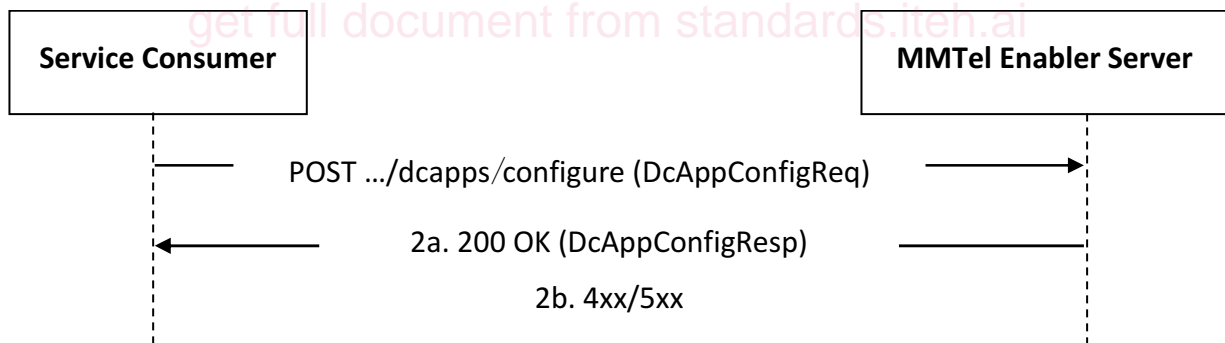 get full document from standards.iteh.ai
Service Consumer
MMTel Enabler Server
POST …/dcapps/configure (DcAppConfigReq)
2a. 200 OK (DcAppConfigResp)
2b. 4xx/5xx